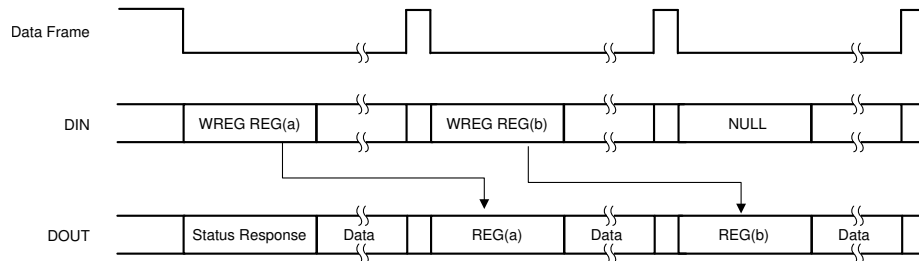 Data Frame
DIN WREG REG(a) WREG REG(b) NULL
DOUT Status Response Data REG(a) Data REG(b) Data